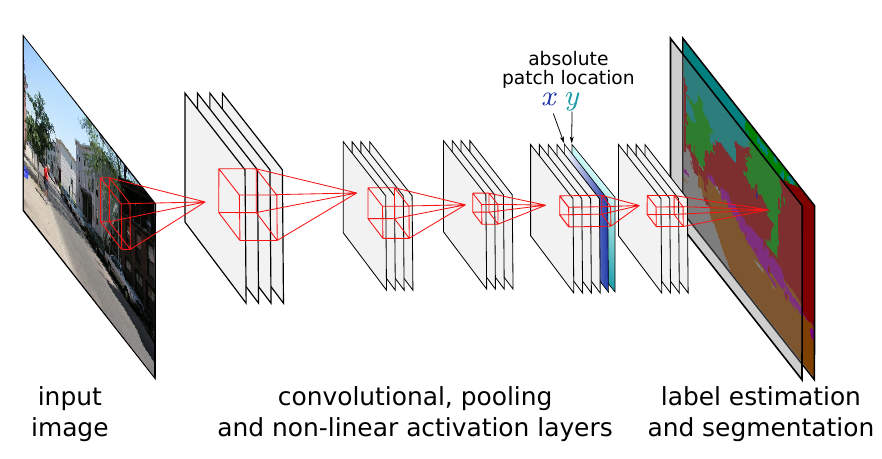 absolute
patch location
x y
input
image
convolutional, pooling
and non-linear activation layers
label estimation
and segmentation